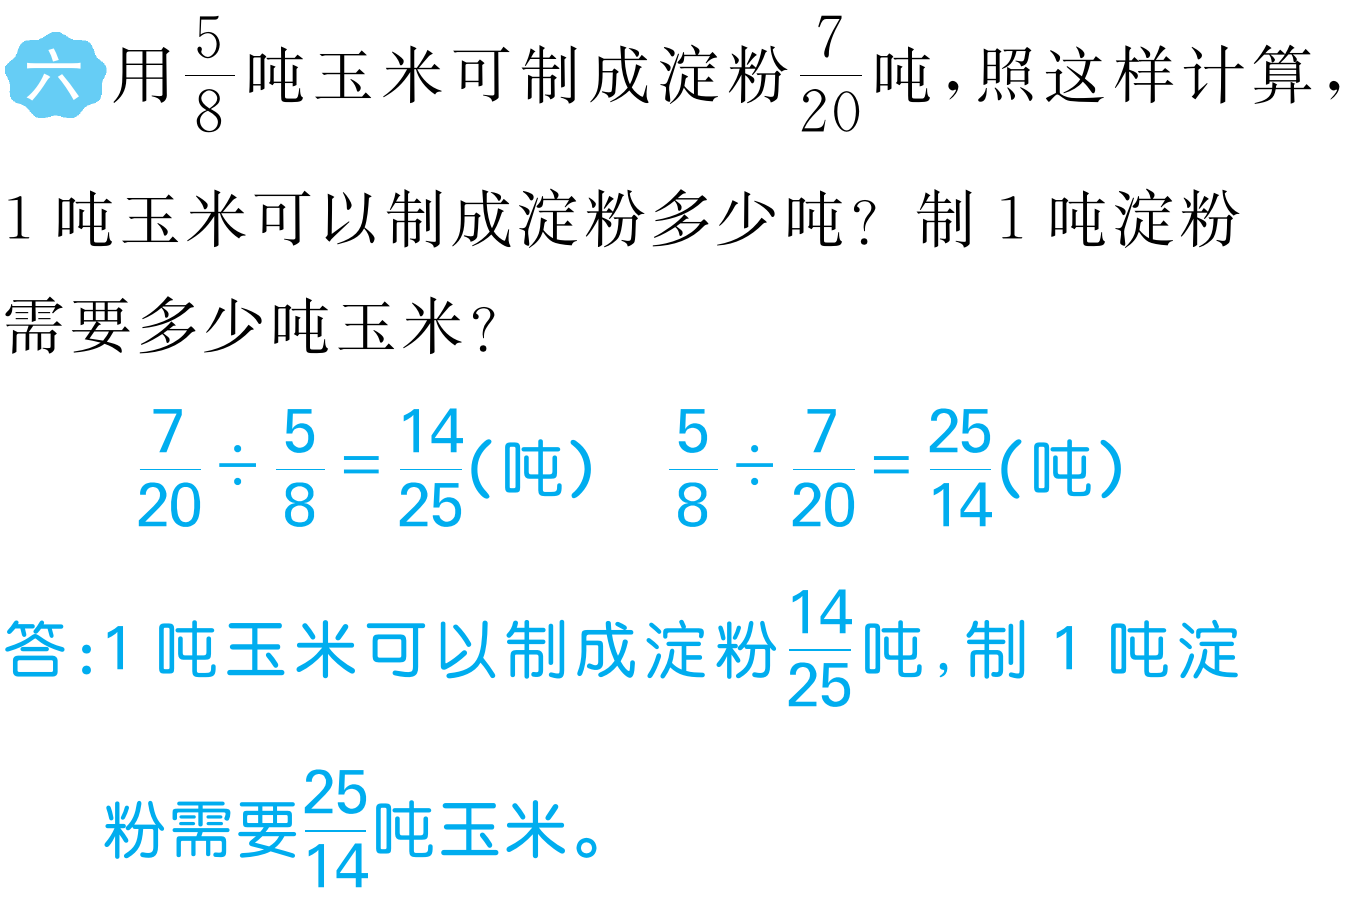 六 用5/8吨玉米可制成淀粉7/20吨,照这样计算,
1 吨玉米可以制成淀粉多少吨? 制 1 吨淀粉
需要多少吨玉米?
7/20÷5/8=14/25(吨) 5/8÷7/20=25/14(吨)
答:1 吨玉米可以制成淀粉14/25吨,制 1 吨淀
粉需要25/14吨玉米。